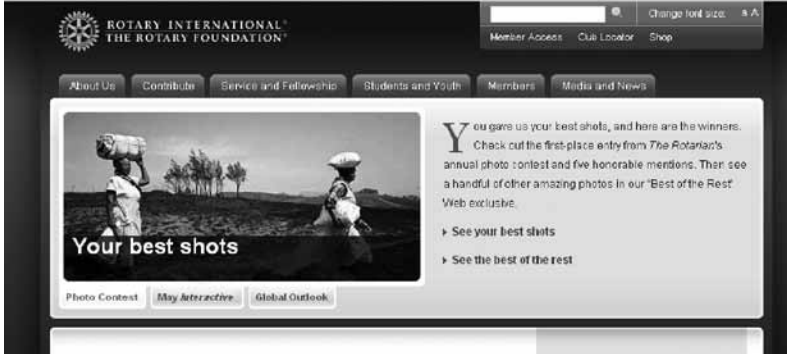 ROTARY INTERNATIONAL®
THE ROTARY FOUNDATION®
Change font size: a A
Member Access Club Locator Shop
About Us Contribute Service and Fellowship Students and Youth Members Media and News
You gave us your best shots, and here are the winners.
Check out the first-place entry from The Rotarian's
annual photo contest and five honorable mentions. Then see
a handful of other amazing photos in our "Best of the Rest"
Web exclusive.
See your best shots
See the best of the rest
Your best shots
Photo Contest May Interactive Global Outlook